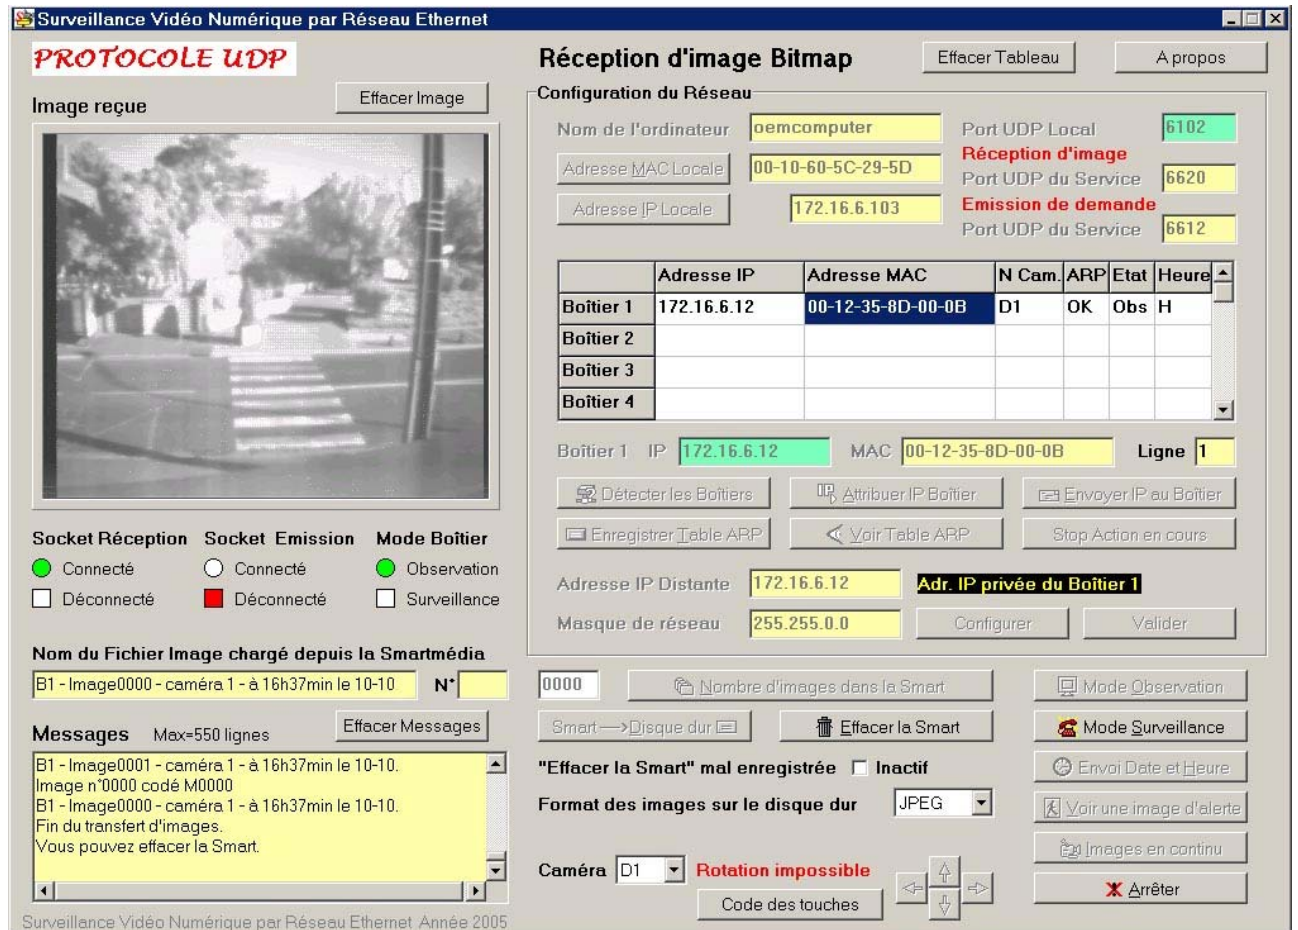 Surveillance Vidéo Numérique par Réseau Ethernet
PROTOCOLE UDP
Réception d'image Bitmap
Effacer Tableau
A propos
Image reçue
Effacer Image
Configuration du Réseau
Nom de l'ordinateur
oemcomputer
Port UDP Local
6102
Réception d'image
Adresse MAC Locale
00-10-60-5C-29-5D
Port UDP du Service
6620
Emission de demande
Adresse IP Locale
172.16.6.103
Port UDP du Service
6612
Adresse IP Adresse MAC N Cam. ARP Etat Heure
Boîtier 1 172.16.6.12 00-12-35-8D-00-0B D1 OK Obs H
Boîtier 2
Boîtier 3
Boîtier 4
Boîtier 1 IP 172.16.6.12 MAC 00-12-35-8D-00-0B Ligne 1
Détecter les Boîtiers
Attribuer IP Boîtier
Envoyer IP au Boîtier
Enregistrer Table ARP
Voir Table ARP
Stop Action en cours
Adresse IP Distante
172.16.6.12
Adr. IP privée du Boîtier 1
Masque de réseau
255.255.0.0
Configurer
Valider
Socket Réception Socket Emission Mode Boîtier
Connecté Connecté Observation
Déconnecté Déconnecté Surveillance
Nom du Fichier Image chargé depuis la Smartmédia
B1 - Image0000 - caméra 1 - à 16h37min le 10-10
N°
Messages Max=550 lignes
Effacer Messages
B1 - Image0001 - caméra 1 - à 16h37min le 10-10.
Image n°0000 codé M0000
B1 - Image0000 - caméra 1 - à 16h37min le 10-10.
Fin du transfert d'images.
Vous pouvez effacer la Smart.
Surveillance Vidéo Numérique par Réseau Ethernet Année 2005
0000
Nombre d'images dans la Smart
Mode Observation
Smart-->Disque dur
Effacer la Smart
Mode Surveillance
"Effacer la Smart" mal enregistrée
Inactif
Envoi Date et Heure
Format des images sur le disque dur
JPEG
Voir une image d'alerte
Images en continu
Caméra D1
Rotation impossible
Code des touches
Arrêter